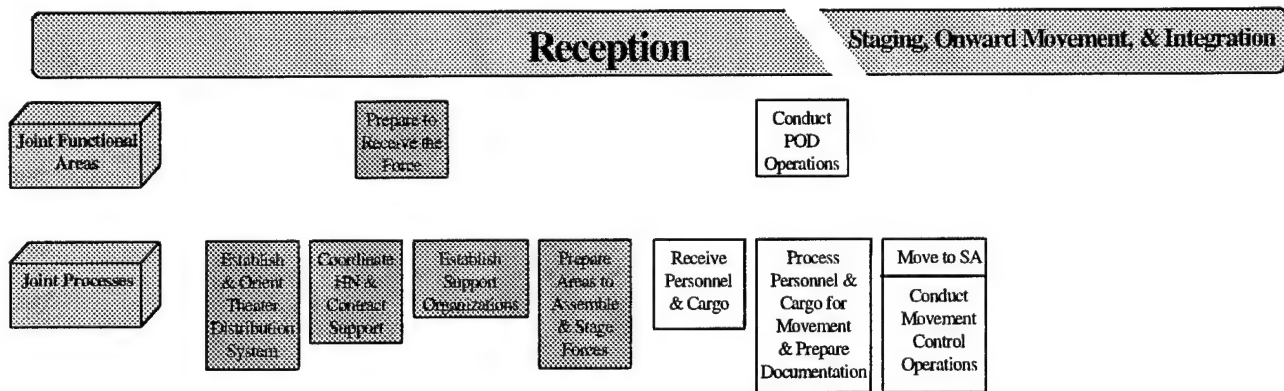 Reception
Staging, Onward Movement, & Integration
Joint Functional
Areas
Prepare to
Receive the
Force
Conduct
POD
Operations
Joint Processes
Establish
& Orient
Theater
Distribution
System
Coordinate
HN &
Contract
Support
Establish
Support
Organizations
Prepare
Areas to
Assemble
& Stage
Forces
Receive
Personnel
& Cargo
Process
Personnel &
Cargo for
Movement
& Prepare
Documentation
Move to SA
Conduct
Movement
Control
Operations